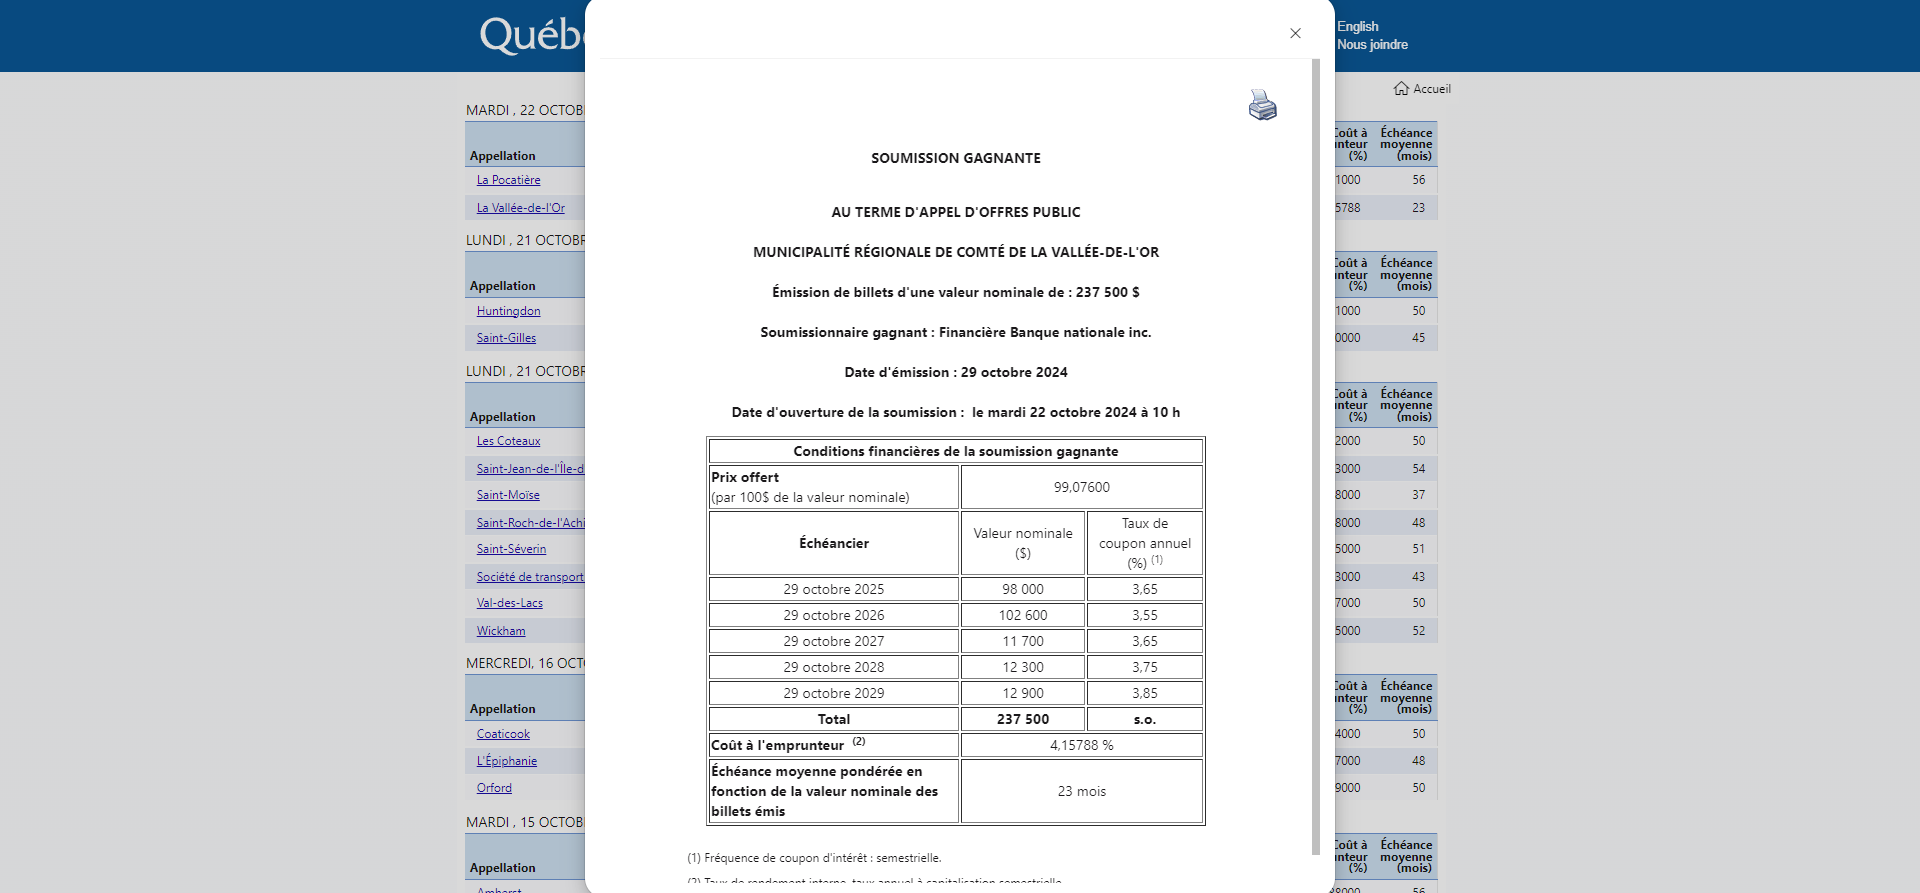 Québ
English
Nous joindre
Accueil
SOUMISSION GAGNANTE
AU TERME D'APPEL D'OFFRES PUBLIC
MUNICIPALITÉ RÉGIONALE DE COMTÉ DE LA VALLÉE-DE-L'OR
Émission de billets d'une valeur nominale de : 237 500 $
Soumissionnaire gagnant : Financière Banque nationale inc.
Date d'émission : 29 octobre 2024
Date d'ouverture de la soumission : le mardi 22 octobre 2024 à 10 h
Conditions financières de la soumission gagnante
Prix offert
(par 100$ de la valeur nominale) 99,07600
Échéancier Valeur nominale ($) Taux de coupon annuel (%) (1)
29 octobre 2025 98 000 3,65
29 octobre 2026 102 600 3,55
29 octobre 2027 11 700 3,65
29 octobre 2028 12 300 3,75
29 octobre 2029 12 900 3,85
Total 237 500 s.o.
Coût à l'emprunteur (2) 4,15788 %
Échéance moyenne pondérée en
fonction de la valeur nominale des 23 mois
billets émis
(1) Fréquence de coupon d'intérêt : semestrielle.
(2) Taux de rendement interne, taux annuel à capitalisation semestrielle
MARDI , 22 OCTOB
Appellation
Coût à
nteur
(%)
Échéance
moyenne
(mois)
La Pocatière 1000 56
La Vallée-de-l'Or 5788 23
LUNDI , 21 OCTOBR
Appellation
Coût à
nteur
(%)
Échéance
moyenne
(mois)
Huntingdon 1000 50
Saint-Gilles 0000 45
LUNDI , 21 OCTOBR
Appellation
Coût à
nteur
(%)
Échéance
moyenne
(mois)
Les Coteaux 2000 50
Saint-Jean-de-l'Île-d 3000 54
Saint-Moïse 8000 37
Saint-Roch-de-l'Achi 8000 48
Saint-Séverin 5000 51
Société de transport 3000 43
Val-des-Lacs 7000 50
Wickham 5000 52
MERCREDI, 16 OCT
Appellation
Coût à
nteur
(%)
Échéance
moyenne
(mois)
Coaticook 4000 50
L'Épiphanie 7000 48
Orford 9000 50
MARDI , 15 OCTOB
Appellation
Coût à
nteur
(%)
Échéance
moyenne
(mois)
Amherst 8000 56